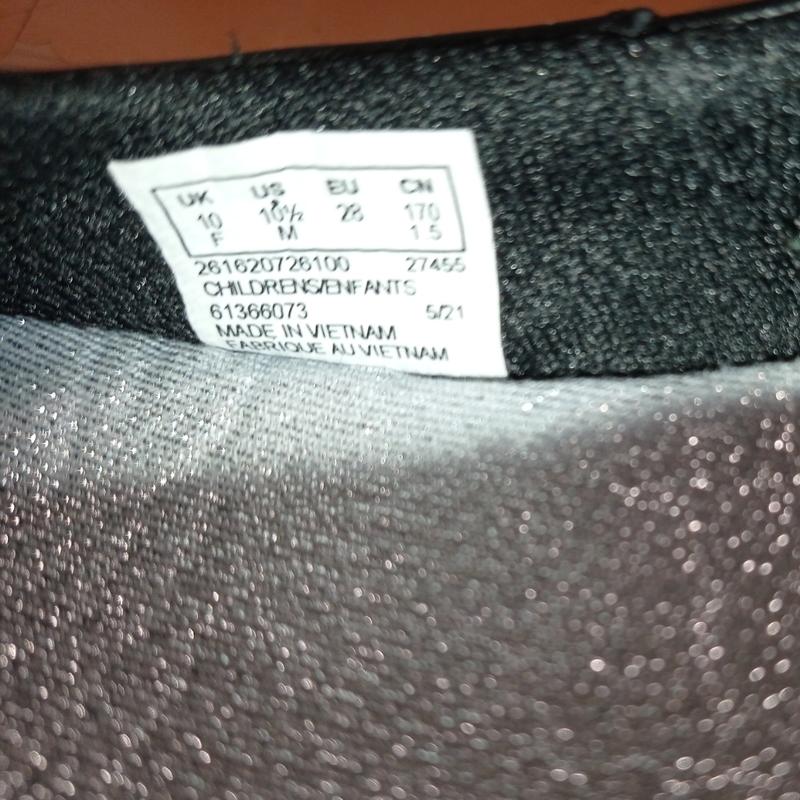 UK US EU CN
10 10½ 28 170
F M 1.5
261620726100 27455
CHILDRENS/ENFANTS
61366073 5/21
MADE IN VIETNAM
FABRIQUE AU VIETNAM